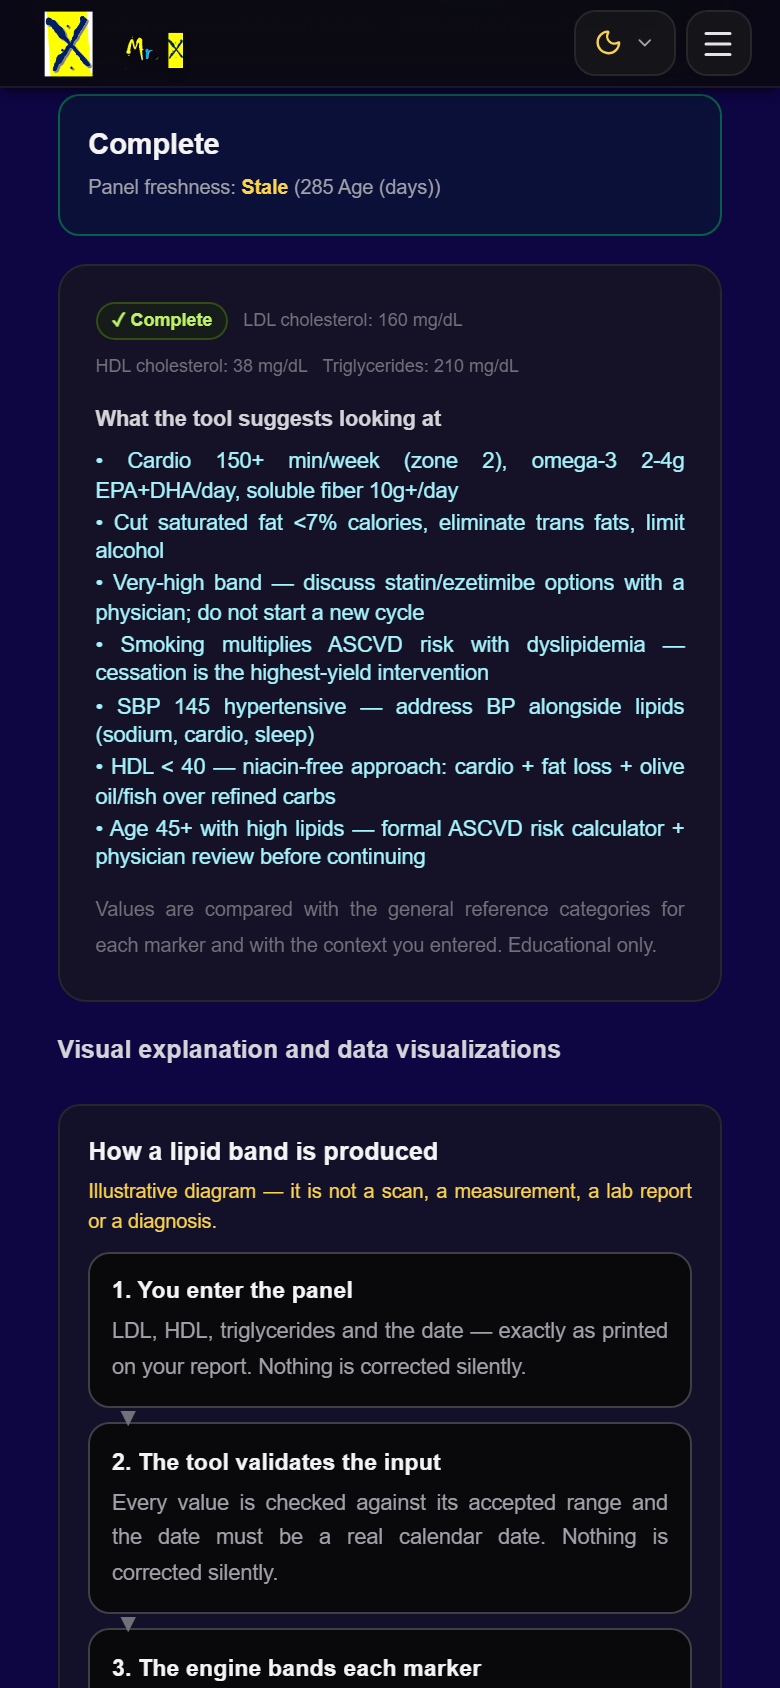 X Mr. X
Complete
Panel freshness: Stale (285 Age (days))
✓ Complete LDL cholesterol: 160 mg/dL
HDL cholesterol: 38 mg/dL Triglycerides: 210 mg/dL
What the tool suggests looking at
• Cardio 150+ min/week (zone 2), omega-3 2-4g
EPA+DHA/day, soluble fiber 10g+/day
• Cut saturated fat <7% calories, eliminate trans fats, limit
alcohol
• Very-high band — discuss statin/ezetimibe options with a
physician; do not start a new cycle
• Smoking multiplies ASCVD risk with dyslipidemia —
cessation is the highest-yield intervention
• SBP 145 hypertensive — address BP alongside lipids
(sodium, cardio, sleep)
• HDL < 40 — niacin-free approach: cardio + fat loss + olive
oil/fish over refined carbs
• Age 45+ with high lipids — formal ASCVD risk calculator +
physician review before continuing
Values are compared with the general reference categories for
each marker and with the context you entered. Educational only.
Visual explanation and data visualizations
How a lipid band is produced
Illustrative diagram — it is not a scan, a measurement, a lab report
or a diagnosis.
1. You enter the panel
LDL, HDL, triglycerides and the date — exactly as printed
on your report. Nothing is corrected silently.
2. The tool validates the input
Every value is checked against its accepted range and
the date must be a real calendar date. Nothing is
corrected silently.
3. The engine bands each marker